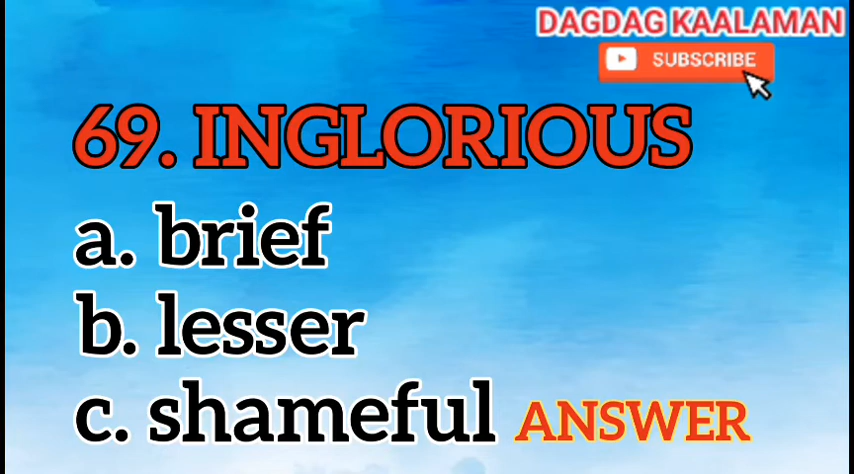 DAGDAG KAALAMAN
SUBSCRIBE
69. INGLORIOUS
a. brief
b. lesser
c. shameful ANSWER